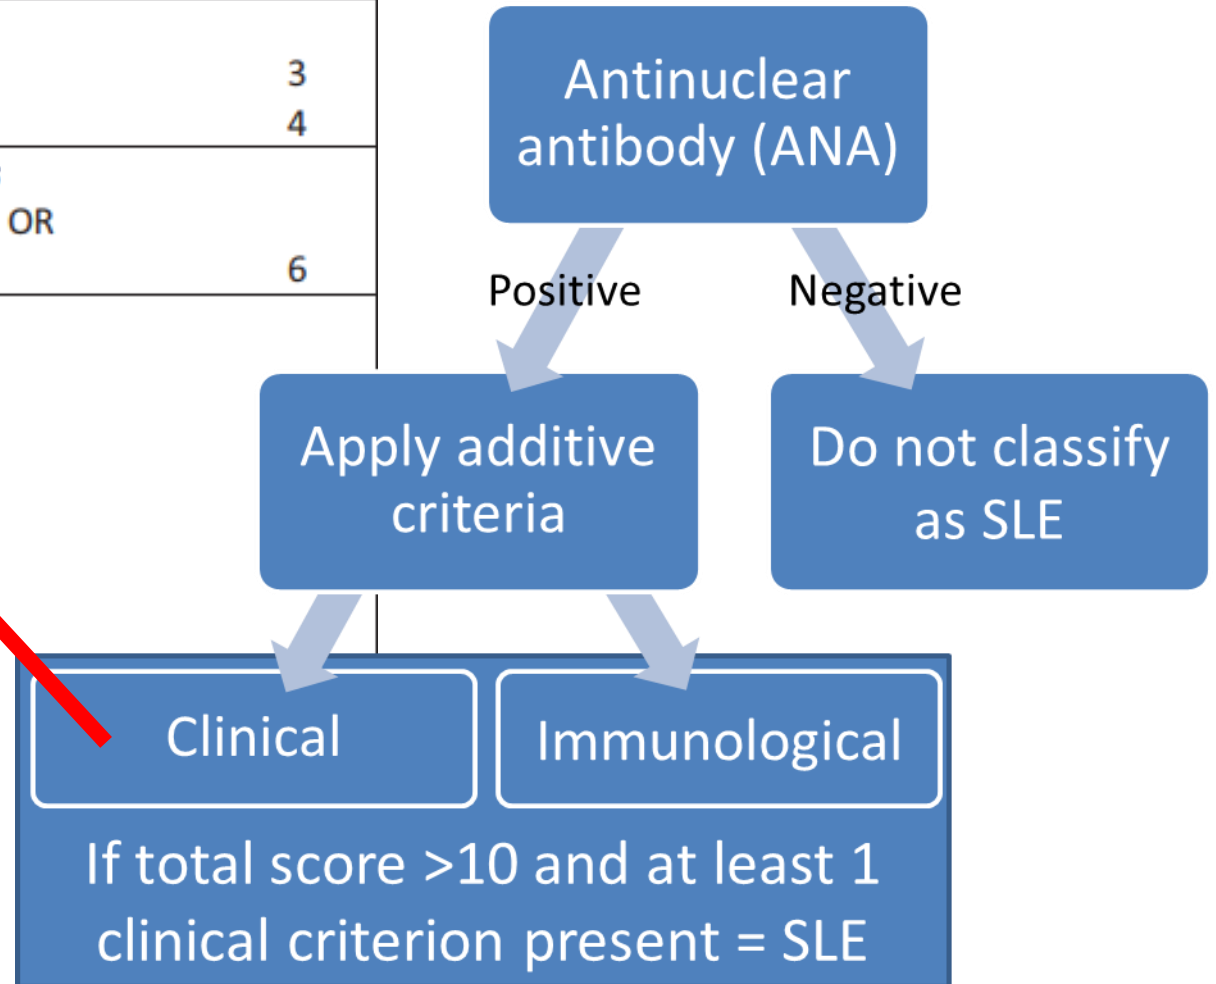 3
4
OR
6
Antinuclear
antibody (ANA)
Positive
Negative
Apply additive
criteria
Do not classify
as SLE
Clinical
Immunological
If total score >10 and at least 1
clinical criterion present = SLE